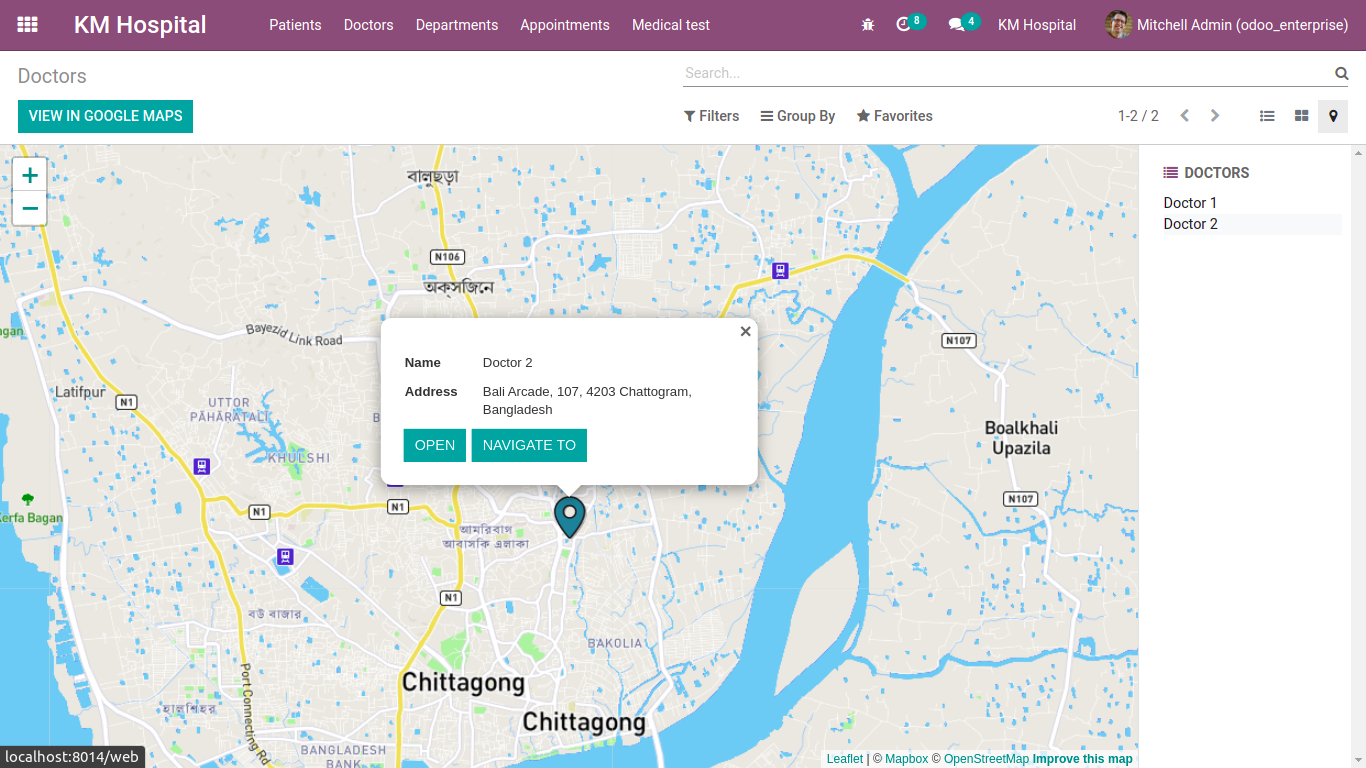 KM Hospital
Patients
Doctors
Departments
Appointments
Medical test
8
4
KM Hospital
Mitchell Admin (odoo_enterprise)
Doctors
Search...
VIEW IN GOOGLE MAPS
Filters
Group By
Favorites
1-2 / 2
+
−
DOCTORS
Doctor 1
Doctor 2
বালুছড়া
N106
অক্সিজেন
Bayezid Link Road
agan
N107
Name
Doctor 2
Address
Bali Arcade, 107, 4203 Chattogram,
Bangladesh
OPEN
NAVIGATE TO
Latifpur
N1
UTTOR
PĀHĀRATALI
B
KHULSHI
Boalkhali
Upazila
N107
Kerfa Bagan
N1
N1
আমিরবাগ
আবাসিক এলাকা
N1
বউ বাজার
BAKOLIA
Chittagong
Port Connecting Rd
হালিশহর
Chittagong
BANGLADESH
BANK
localhost:8014/web
Leaflet | © Mapbox © OpenStreetMap Improve this map